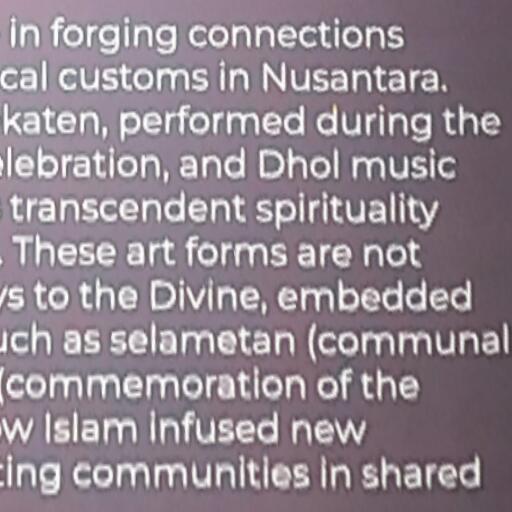 in forging connections
cal customs in Nusantara.
katen, performed during the
lebration, and Dhol music
transcendent spirituality
. These art forms are not
ys to the Divine, embedded
uch as selametan (communal
(commemoration of the
ow Islam infused new
ting communities in shared